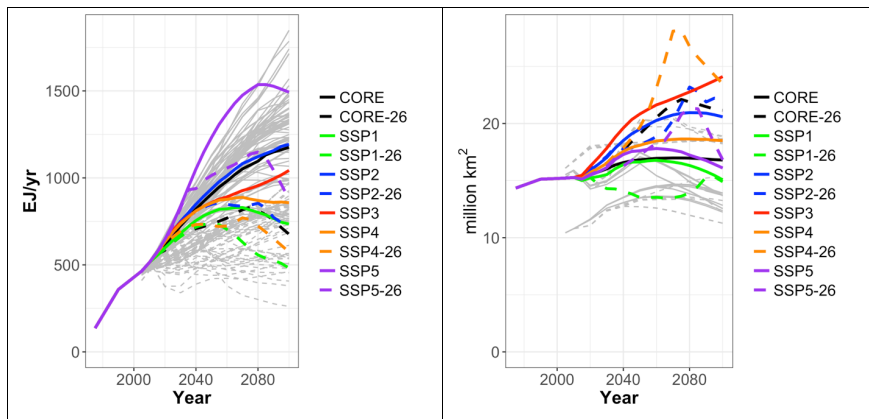 EJ/yr
1500
1000
500
0
2000
2040
2080
Year
CORE
CORE-26
SSP1
SSP1-26
SSP2
SSP2-26
SSP3
SSP4
SSP4-26
SSP5
SSP5-26
million km²
20
10
0
2000
2040
2080
Year
CORE
CORE-26
SSP1
SSP1-26
SSP2
SSP2-26
SSP3
SSP4
SSP4-26
SSP5
SSP5-26